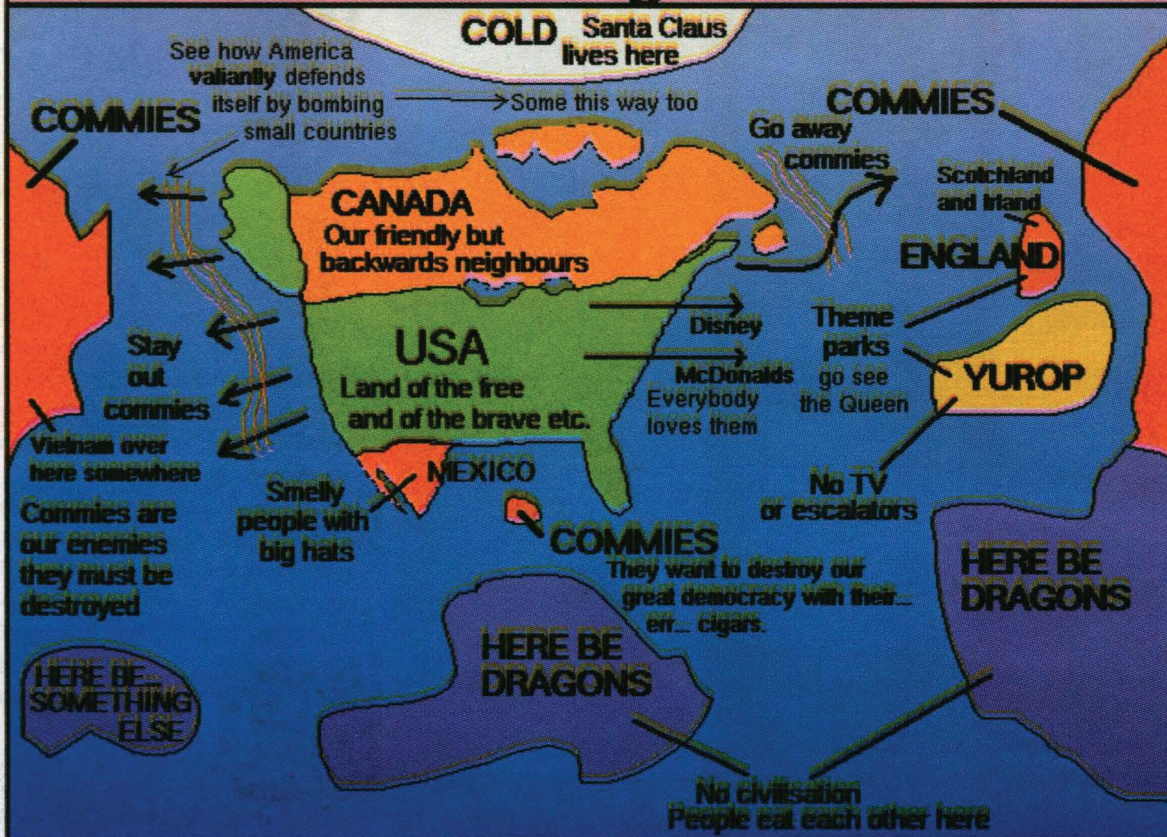 COLD Santa Claus
lives here
See how America
valiantly defends
itself by bombing
small countries
Some this way too
COMMIES
COMMIES
Go away
commies
Scotchland
and Irland
ENGLAND
CANADA
Our friendly but
backwards neighbours
USA
Land of the free
and of the brave etc.
Disney
McDonalds
Everybody
loves them
Theme
parks
go see
the Queen
YUROP
No TV
or escalators
Stay
out
commies
Vietnam over
here somewhere
Commies are
our enemies
they must be
destroyed
MEXICO
Smelly
people with
big hats
COMMIES
They want to destroy our
great democracy with their...
err... cigars.
HERE BE
DRAGONS
HERE BE
DRAGONS
HERE BE...
SOMETHING
ELSE
No civilisation
People eat each other here